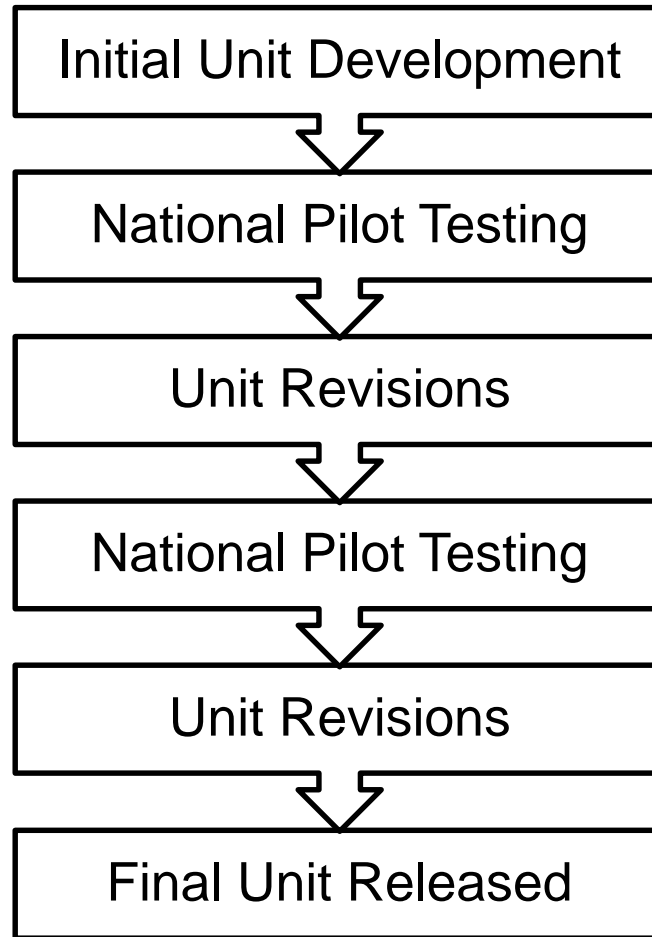 Initial Unit Development
National Pilot Testing
Unit Revisions
National Pilot Testing
Unit Revisions
Final Unit Released